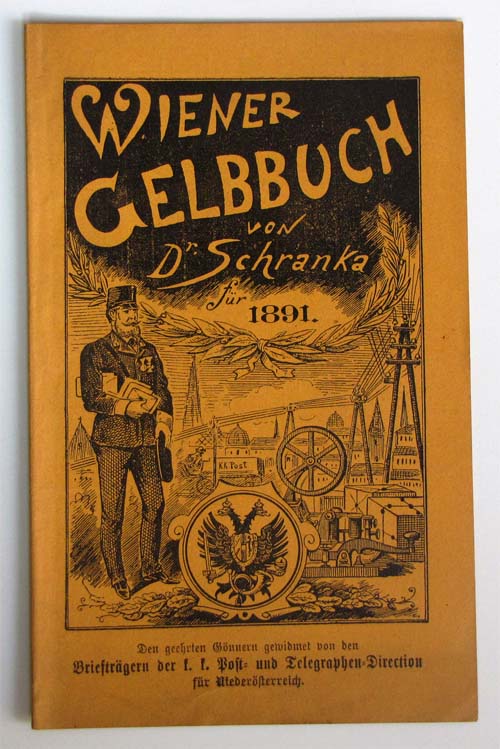 WIENER
GELBBUCH
VON
Dr. Schranka
für 1891.
K.k. Post
Den geehrten Gönnern gewidmet von den
Briefträgern der k. k. Post- und Telegraphen-Direction
für Niederösterreich.